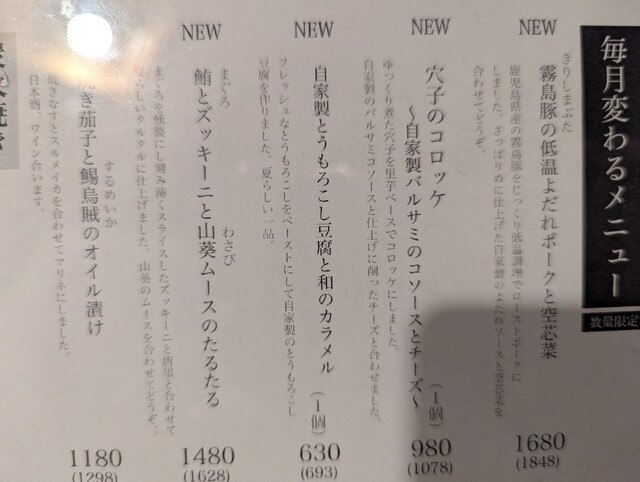 毎月変わるメニュー
数量限定
NEW
きりしまぶた
霧島豚の低温よだれポークと空芯菜
鹿児島県産の霧島豚をじっくり低温調理でローストポークに
しました。さっぱりめに仕上げた自家製のよだれソースと空芯菜を
合わせてどうぞ。
1680
(1848)
NEW
穴子のコロッケ
〜自家製バルサミのコソースとチーズ〜
(1個)
ゆっくり煮た穴子を里芋ベースでコロッケにしました。
自家製のバルサミコソースと仕上げに削ったチーズと合わせました。
980
(1078)
NEW
自家製とうもろこし豆腐と和のカラメル
(1個)
フレッシュなとうもろこしをペーストにして自家製のとうもろこし
豆腐を作りました。夏らしい一品。
630
(693)
NEW
まぐろ
わさび
鮪とズッキーニと山葵ムースのたるたる
まぐろを燻製にし刻み薄くスライスしたズッキーニと唐墨と合わせて
夏らしいタルタルに仕上げました。山葵のムースを合わせてどうぞ。
1480
(1628)
するめいか
焼き茄子と鯣烏賊のオイル漬け
焼きなすとスルメイカを合わせてマリネにしました。
日本酒、ワイン合います。
1180
(1298)